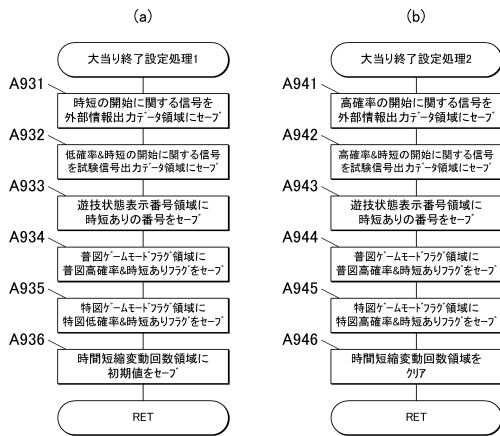 (a)
大当り終了設定処理1
A931
時短の開始に関する信号を
外部情報出力データ領域にセーブ
A932
低確率&時短の開始に関する信号
を試験信号出力データ領域にセーブ
A933
遊技状態表示番号領域に
時短ありの番号をセーブ
A934
普図ゲームモードフラグ領域に
普図高確率&時短ありフラグをセーブ
A935
特図ゲームモードフラグ領域に
特図低確率&時短ありフラグをセーブ
A936
時間短縮変動回数領域に
初期値をセーブ
RET
(b)
大当り終了設定処理2
A941
高確率の開始に関する信号を
外部情報出力データ領域にセーブ
A942
高確率&時短の開始に関する信号
を試験信号出力データ領域にセーブ
A943
遊技状態表示番号領域に
時短ありの番号をセーブ
A944
普図ゲームモードフラグ領域に
普図高確率&時短ありフラグをセーブ
A945
特図ゲームモードフラグ領域に
特図高確率&時短ありフラグをセーブ
A946
時間短縮変動回数領域を
クリア
RET